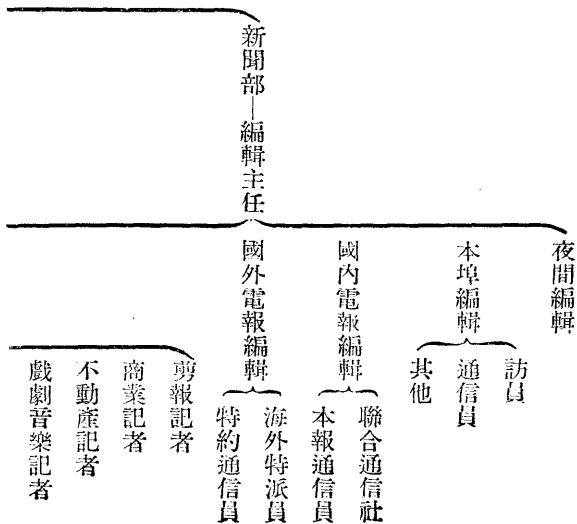 新聞部—編輯主任
夜間編輯
本埠編輯
訪員
通信員
其他
國內電報編輯
聯合通信社
本報通信員
國外電報編輯
海外特派員
特約通信員
剪報記者
商業記者
不動產記者
戲劇音樂記者